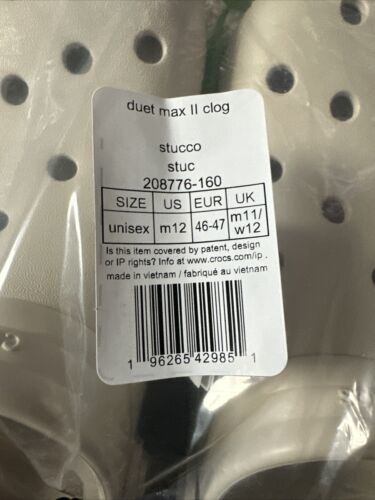 duet max II clog
stucco
stuc
208776-160
SIZE US EUR UK
unisex m12 46-47 m11/ w12
Is this item covered by patent, design
or IP rights? Info at www.crocs.com/ip .
made in vietnam / fabriqué au vietnam
1 96265 42985 1